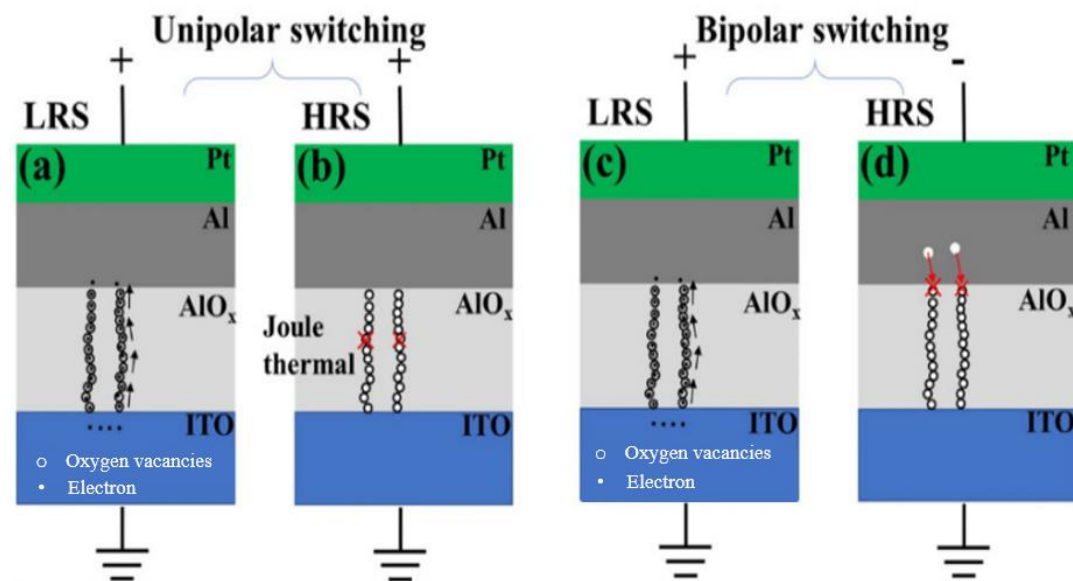 Unipolar switching
+
+
LRS
HRS
(a)
Pt
Al
AlOₓ
ITO
○ Oxygen vacancies
· Electron
(b)
Pt
Al
AlOₓ
Joule
thermal
ITO
Bipolar switching
+
-
LRS
HRS
(c)
Pt
Al
AlOₓ
ITO
○ Oxygen vacancies
· Electron
(d)
Pt
Al
AlOₓ
ITO